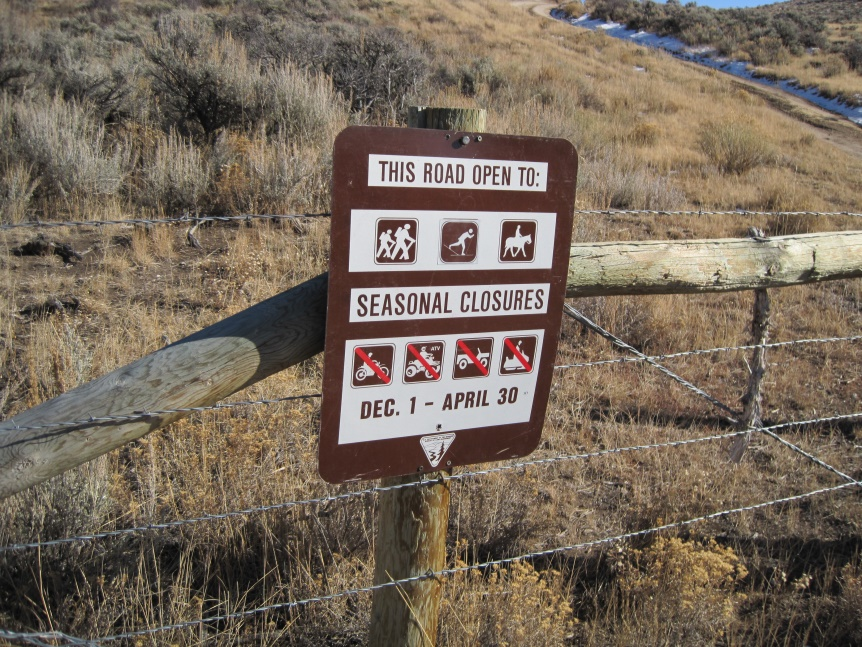 THIS ROAD OPEN TO:
SEASONAL CLOSURES
ATV
DEC. 1 - APRIL 30